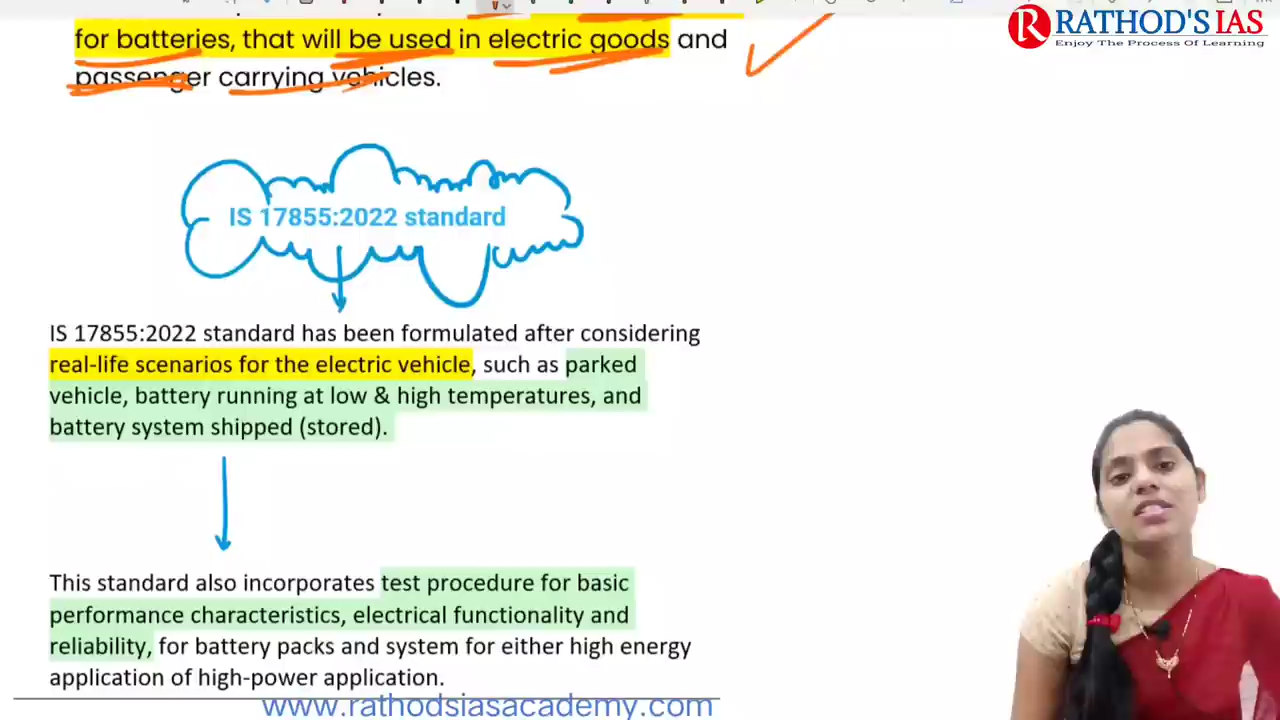 for batteries, that will be used in electric goods and
passenger carrying vehicles.
R RATHOD'S IAS
Enjoy The Process Of Learning
IS 17855:2022 standard
IS 17855:2022 standard has been formulated after considering
real-life scenarios for the electric vehicle, such as parked
vehicle, battery running at low & high temperatures, and
battery system shipped (stored).
This standard also incorporates test procedure for basic
performance characteristics, electrical functionality and
reliability, for battery packs and system for either high energy
application of high-power application.
www.rathodsiasacademy.com